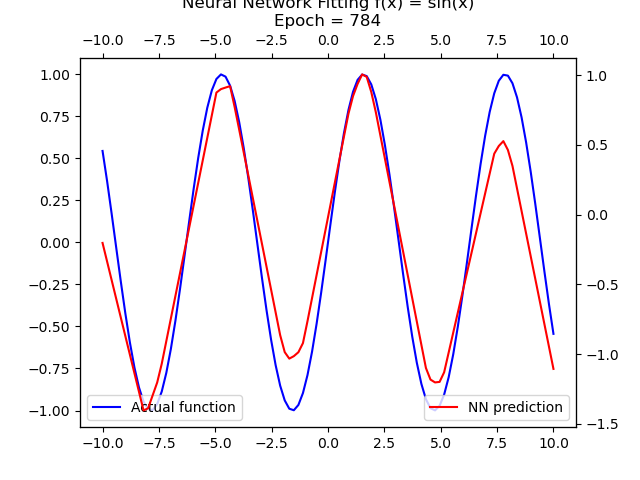 Neural Network Fitting f(x) = sin(x)
Epoch = 784
−10.0 −7.5 −5.0 −2.5 0.0 2.5 5.0 7.5 10.0
1.00 1.0
0.75
0.50 0.5
0.25
0.00 0.0
−0.25
−0.50 −0.5
−0.75
−1.00 −1.0
−1.5
Actual function NN prediction
−10.0 −7.5 −5.0 −2.5 0.0 2.5 5.0 7.5 10.0